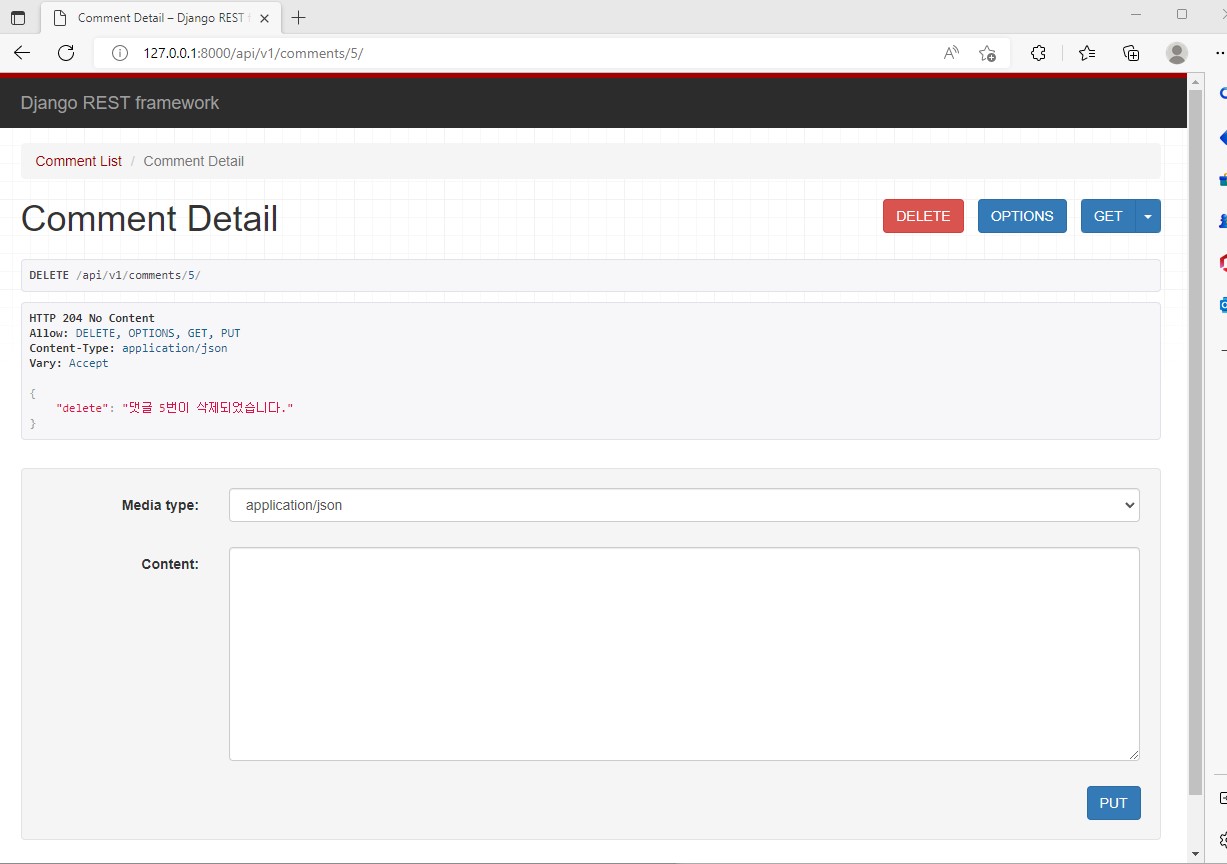 Comment Detail – Django REST
127.0.0.1:8000/api/v1/comments/5/
Django REST framework
Comment List / Comment Detail
Comment Detail
DELETE
OPTIONS
GET
DELETE /api/v1/comments/5/
HTTP 204 No Content
Allow: DELETE, OPTIONS, GET, PUT
Content-Type: application/json
Vary: Accept
{
"delete": "댓글 5번이 삭제되었습니다."
}
Media type:
application/json
Content:
PUT